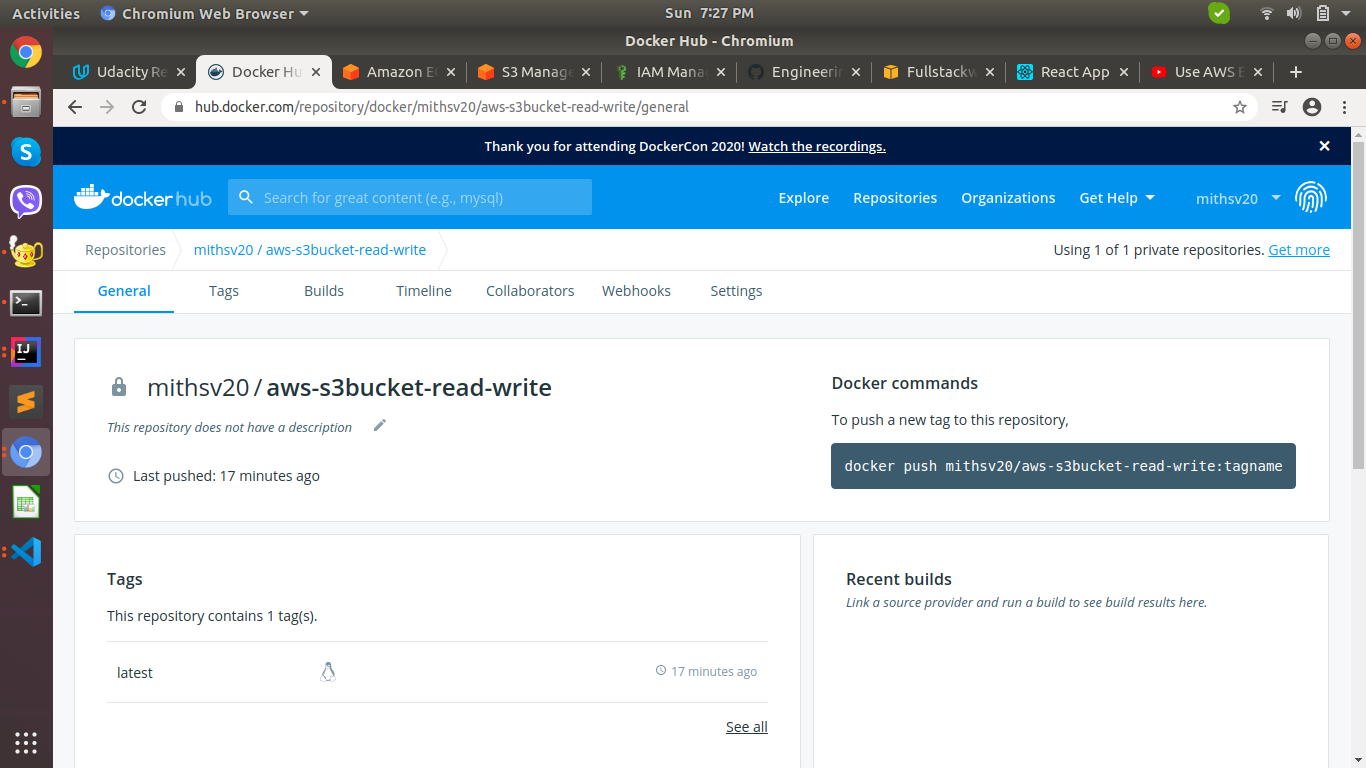 Activities Chromium Web Browser Sun 7:27 PM
Docker Hub - Chromium
Udacity Re Docker Hu Amazon E S3 Manage IAM Mana Engineerin Fullstackw React App Use AWS E
hub.docker.com/repository/docker/mithsv20/aws-s3bucket-read-write/general
Thank you for attending DockerCon 2020! Watch the recordings.
docker hub Search for great content (e.g., mysql) Explore Repositories Organizations Get Help mithsv20
Repositories mithsv20 / aws-s3bucket-read-write Using 1 of 1 private repositories. Get more
General Tags Builds Timeline Collaborators Webhooks Settings
mithsv20 / aws-s3bucket-read-write
This repository does not have a description
Last pushed: 17 minutes ago
Docker commands
To push a new tag to this repository,
docker push mithsv20/aws-s3bucket-read-write:tagname
Tags
This repository contains 1 tag(s).
latest 17 minutes ago
See all
Recent builds
Link a source provider and run a build to see build results here.